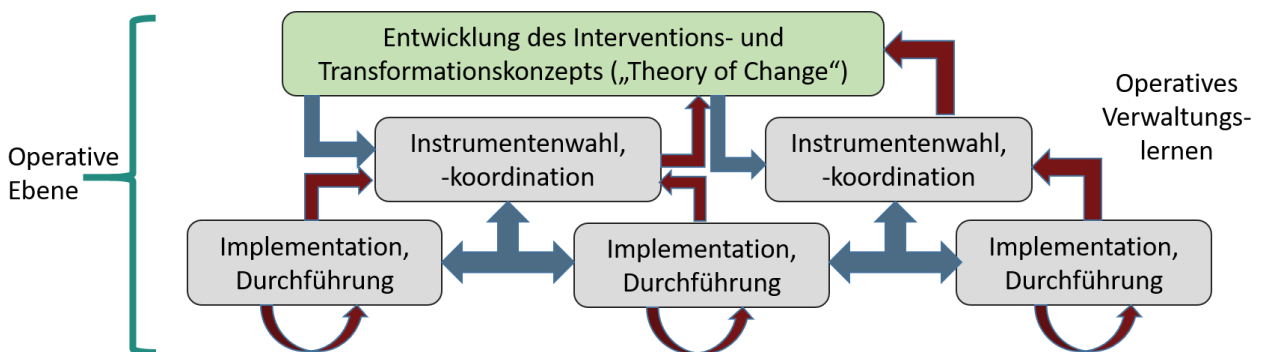 Entwicklung des Interventions- und
Transformationskonzepts („Theory of Change“)
Operatives
Verwaltungs-
lernen
Operative
Ebene
Instrumentenwahl,
-koordination
Instrumentenwahl,
-koordination
Implementation,
Durchführung
Implementation,
Durchführung
Implementation,
Durchführung